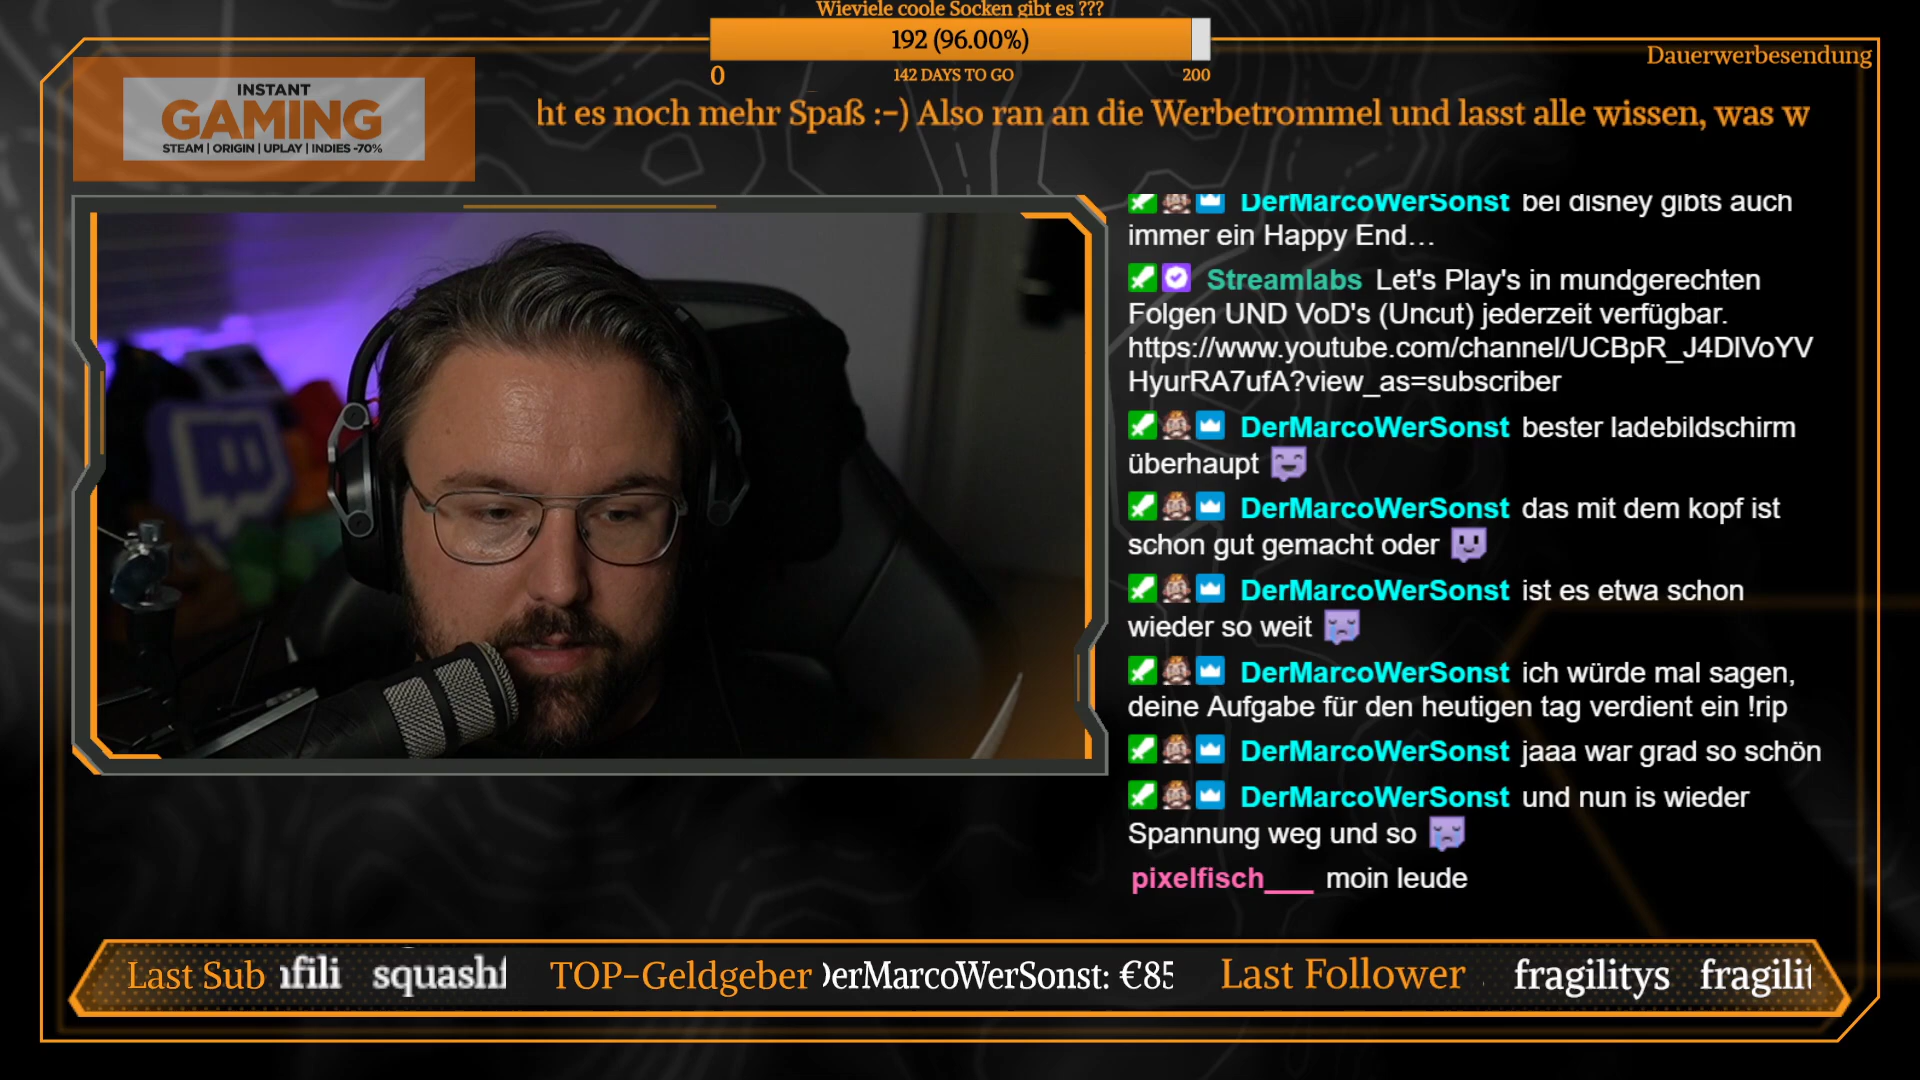 Wieviele coole Socken gibt es ???
192 (96.00%)
0
142 DAYS TO GO
200
Dauerwerbesendung
INSTANT
GAMING
STEAM | ORIGIN | UPLAY | INDIES -70%
ht es noch mehr Spaß :-) Also ran an die Werbetrommel und lasst alle wissen, was w
DerMarcoWerSonst bei disney gibts auch
immer ein Happy End…
Streamlabs Let's Play's in mundgerechten
Folgen UND VoD's (Uncut) jederzeit verfügbar.
https://www.youtube.com/channel/UCBpR_J4DlVoYV
HyurRA7ufA?view_as=subscriber
DerMarcoWerSonst bester ladebildschirm
überhaupt
DerMarcoWerSonst das mit dem kopf ist
schon gut gemacht oder
DerMarcoWerSonst ist es etwa schon
wieder so weit
DerMarcoWerSonst ich würde mal sagen,
deine Aufgabe für den heutigen tag verdient ein !rip
DerMarcoWerSonst jaaa war grad so schön
DerMarcoWerSonst und nun is wieder
Spannung weg und so
pixelfisch___ moin leude
Last Sub fili squash TOP-Geldgeber erMarcoWerSonst: €85 Last Follower fragilitys fragili